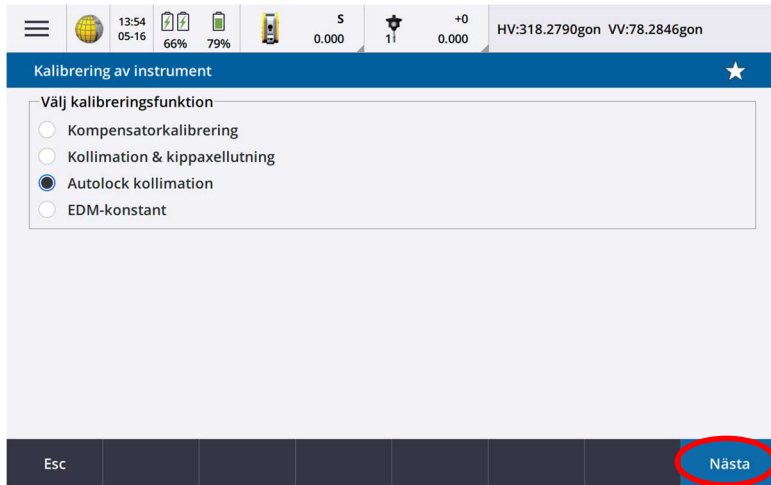 13:54
05-16
66%
79%
S
0.000
11
+0
0.000
HV:318.2790gon VV:78.2846gon
Kalibrering av instrument
Välj kalibreringsfunktion
Kompensatorkalibrering
Kollimation & kippaxellutning
Autolock kollimation
EDM-konstant
Esc
Nästa